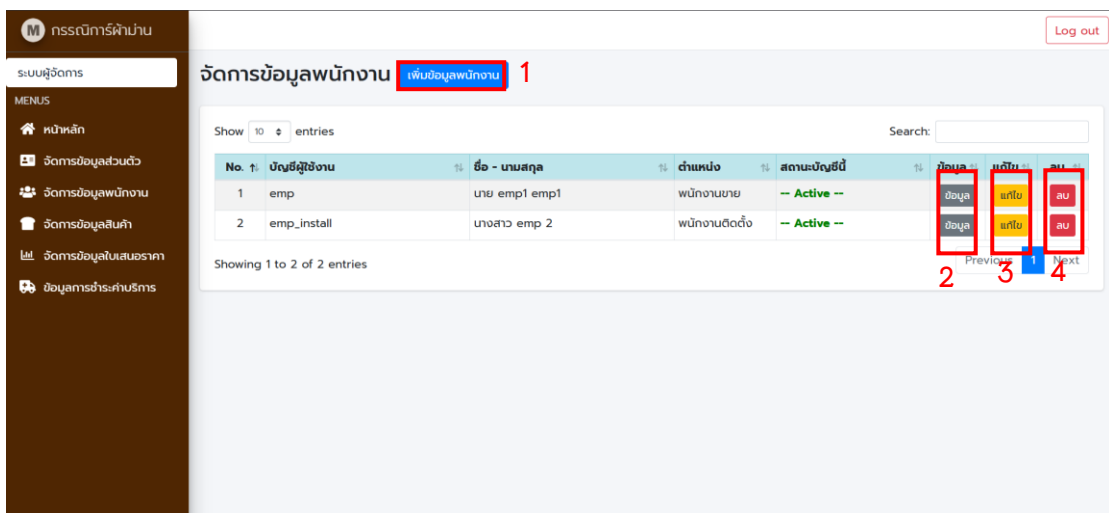 M กรรณิการ์ผ้าม่าน
Log out
ระบบผู้จัดการ
MENUS
หน้าหลัก
จัดการข้อมูลส่วนตัว
จัดการข้อมูลพนักงาน
จัดการข้อมูลสินค้า
จัดการข้อมูลใบเสนอราคา
ข้อมูลการชำระค่าบริการ
จัดการข้อมูลพนักงาน เพิ่มข้อมูลพนักงาน 1
Show 10 entries Search:
No. บัญชีผู้ใช้งาน ชื่อ - นามสกุล ตำแหน่ง สถานะบัญชีนี้ ข้อมูล แก้ไข ลบ
1 emp นาย emp1 emp1 พนักงานขาย -- Active -- ข้อมูล แก้ไข ลบ
2 emp_install นางสาว emp 2 พนักงานติดตั้ง -- Active -- ข้อมูล แก้ไข ลบ
Showing 1 to 2 of 2 entries Previous 1 Next
2 3 4